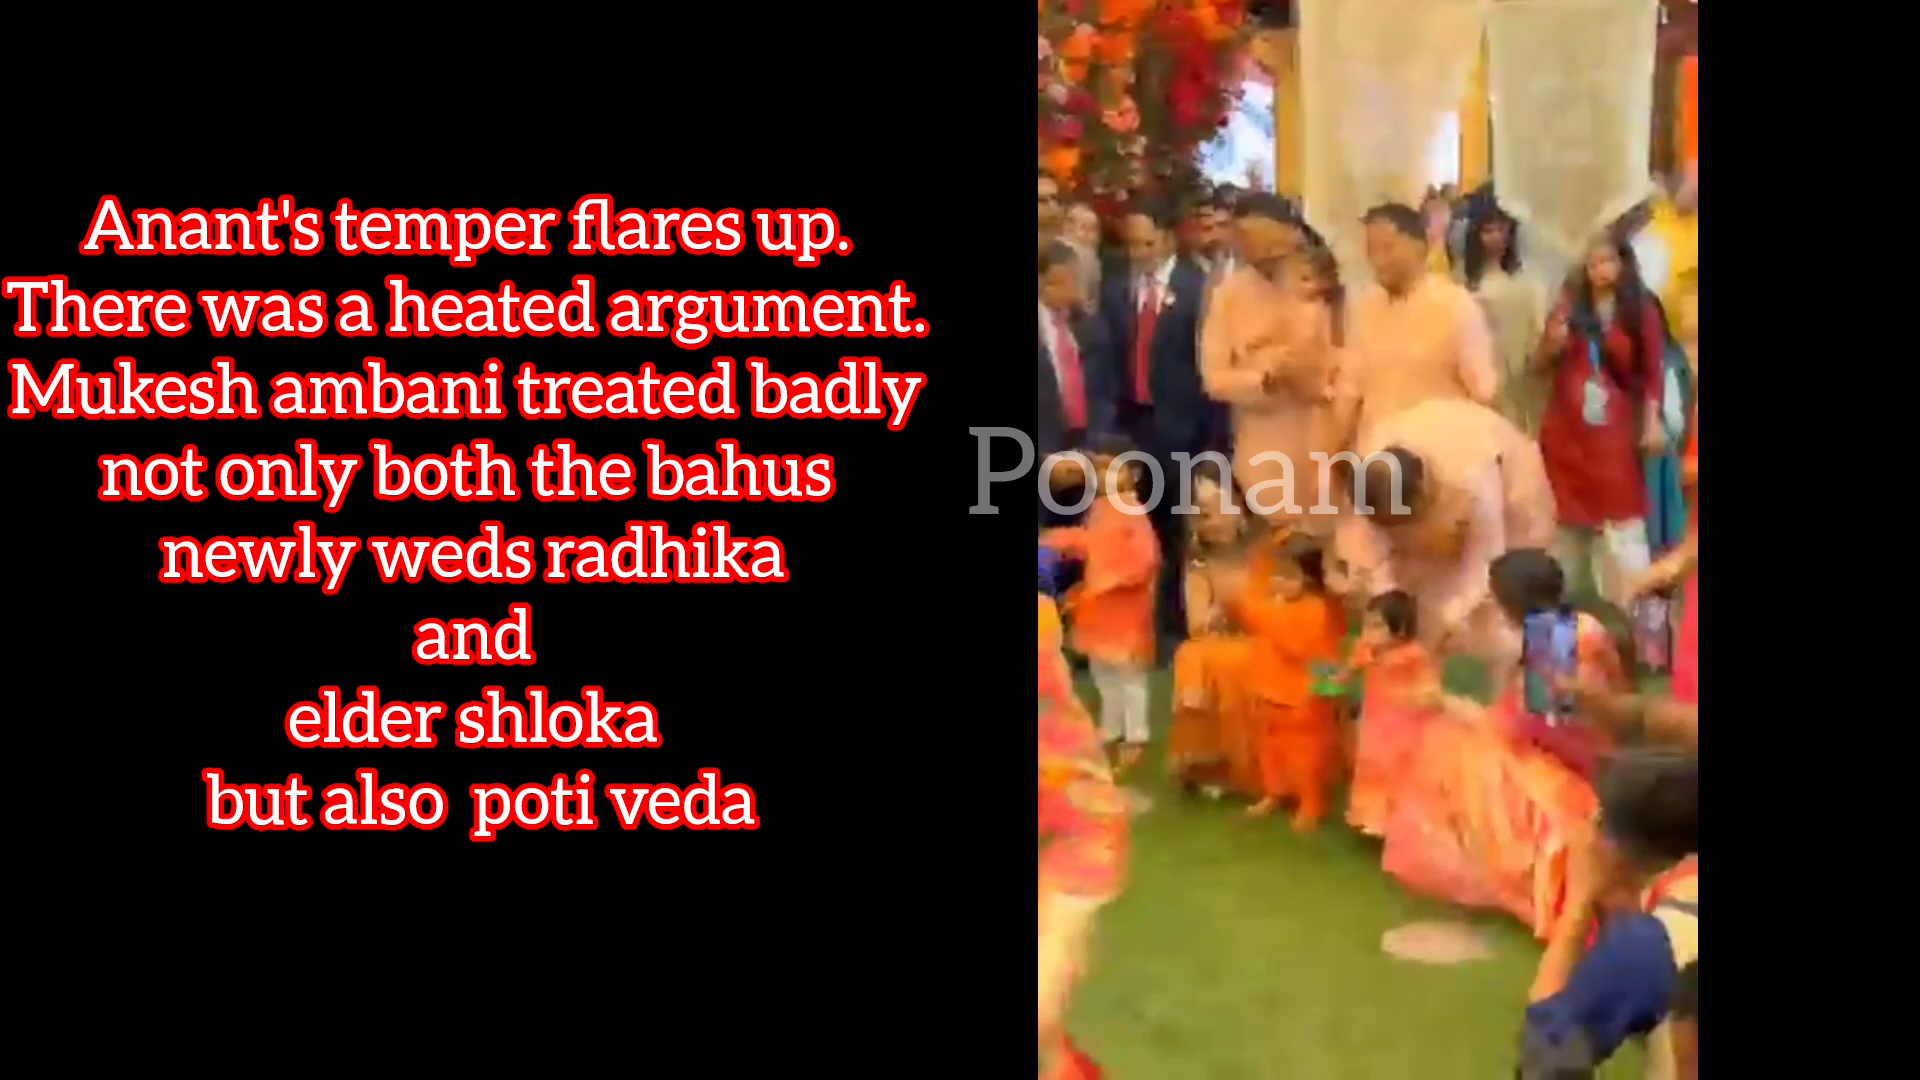 Anant's temper flares up.
There was a heated argument.
Mukesh ambani treated badly
not only both the bahus
newly weds radhika
and
elder shloka
but also  poti veda
Poonam